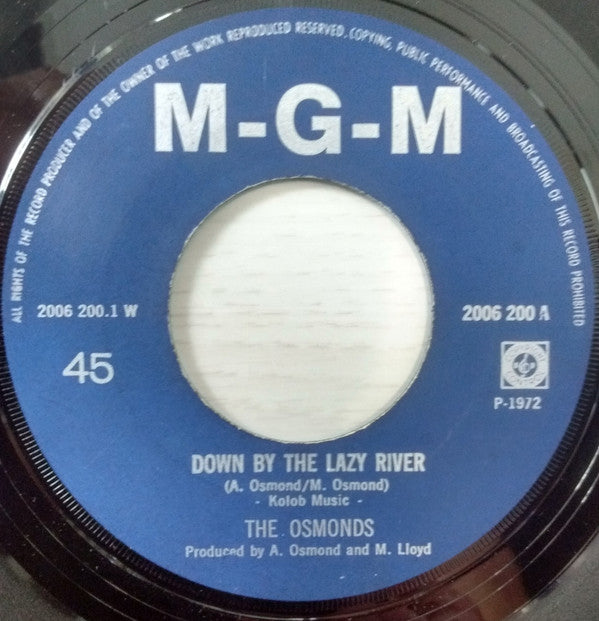 ALL RIGHTS OF THE RECORD PRODUCER AND OF THE OWNER OF THE WORK REPRODUCED RESERVED. COPYING, PUBLIC PERFORMANCE AND BROADCASTING OF THIS RECORD PROHIBITED
M-G-M
2006 200.1 W
2006 200 A
45
P-1972
DOWN BY THE LAZY RIVER
(A. Osmond/M. Osmond)
- Kolob Music -
THE OSMONDS
Produced by A. Osmond and M. Lloyd